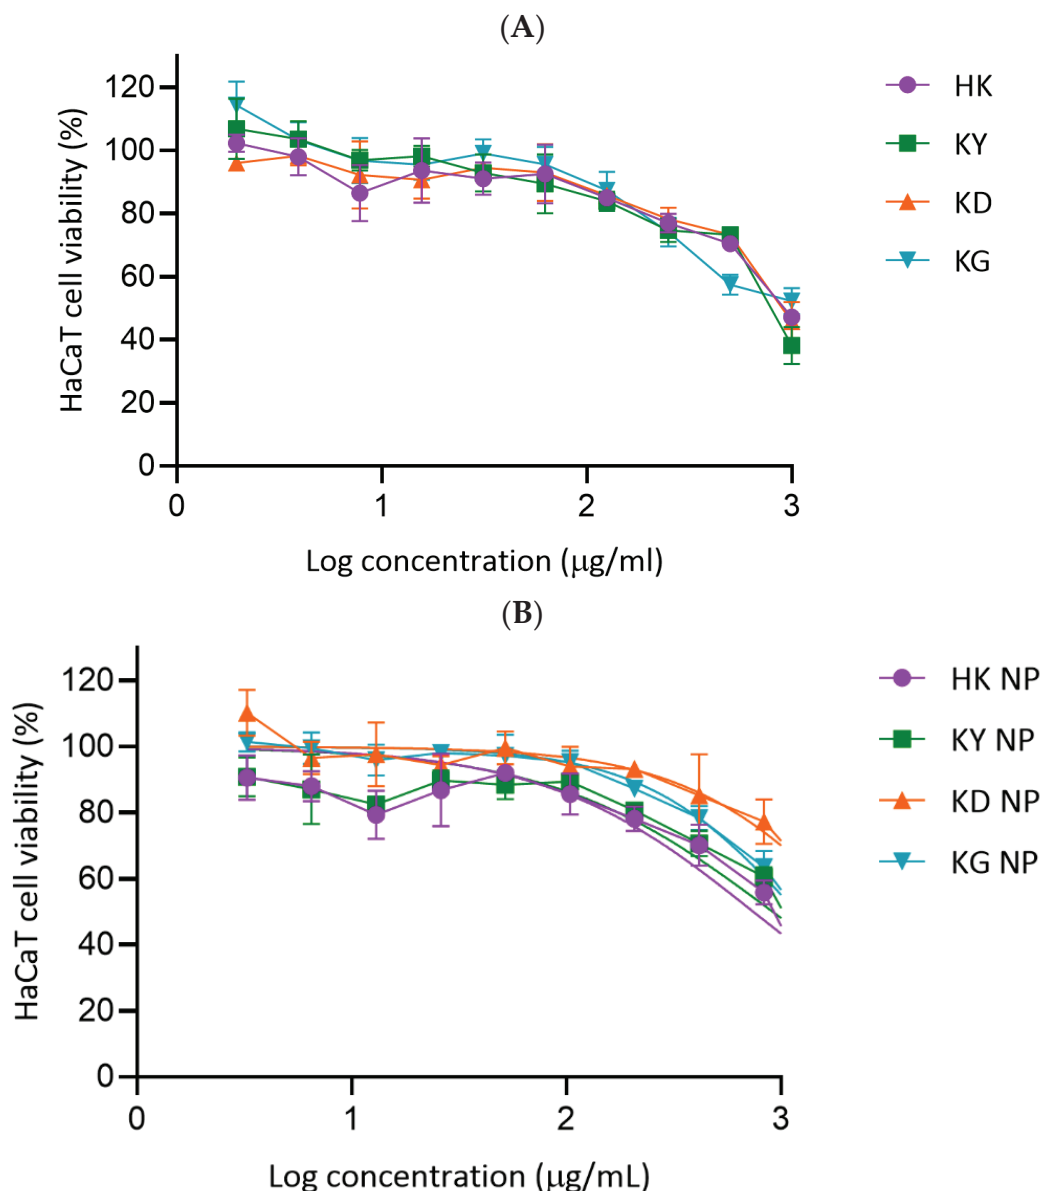 (A)
HaCaT cell viability (%)
120
100
80
60
40
20
0
0 1 2 3
Log concentration (μg/ml)
HK
KY
KD
KG
(B)
HaCaT cell viability (%)
120
100
80
60
40
20
0
0 1 2 3
Log concentration (μg/mL)
HK NP
KY NP
KD NP
KG NP